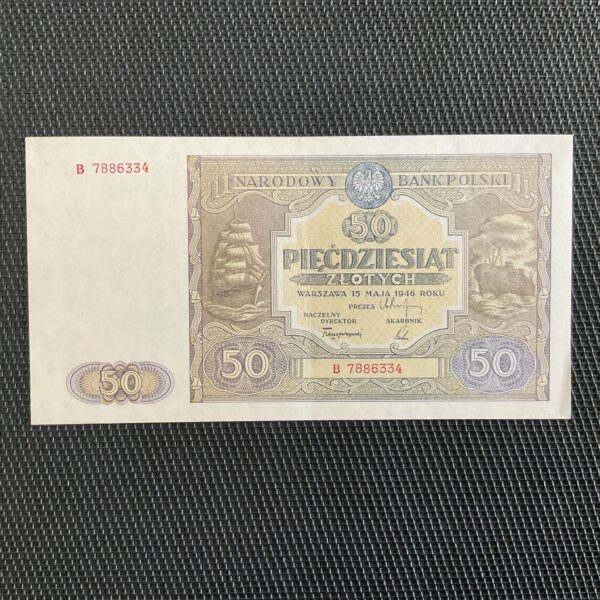 B 7886334
NARODOWY BANK POLSKI
50
PIĘĆDZIESIĄT
ZŁOTYCH
WARSZAWA 15 MAJA 1946 ROKU
PREZES
NACZELNY DYREKTOR
SKARBNIK
50
50
B 7886334
50